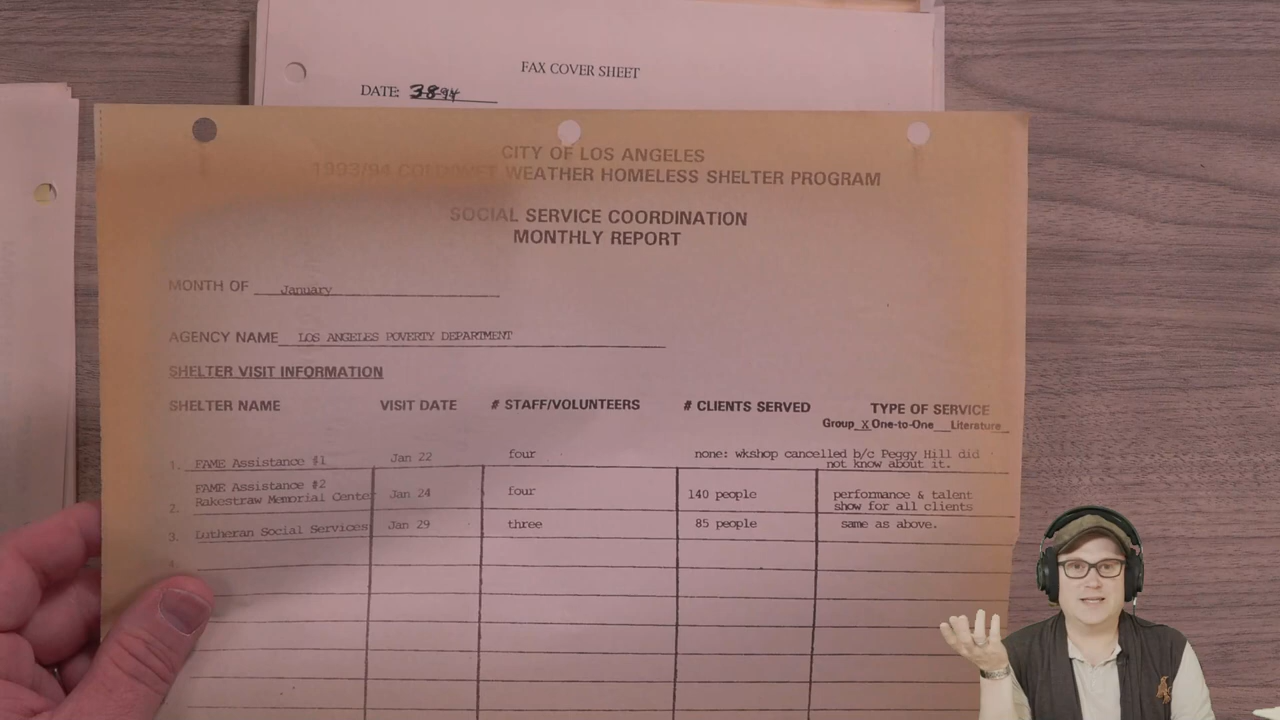 FAX COVER SHEET
DATE: 3894
CITY OF LOS ANGELES
1993/94 COLD/WET WEATHER HOMELESS SHELTER PROGRAM
SOCIAL SERVICE COORDINATION
MONTHLY REPORT
MONTH OF January
AGENCY NAME LOS ANGELES POVERTY DEPARTMENT
SHELTER VISIT INFORMATION
SHELTER NAME VISIT DATE # STAFF/VOLUNTEERS # CLIENTS SERVED TYPE OF SERVICE
Group X One-to-One Literature
1. FAME Assistance #1 Jan 22 four none: wkshop cancelled b/c Peggy Hill did
not know about it.
FAME Assistance #2
2. Rakestraw Memorial Cente Jan 24 four 140 people performance & talent
show for all clients
3. Lutheran Social Services Jan 29 three 85 people same as above.
4.